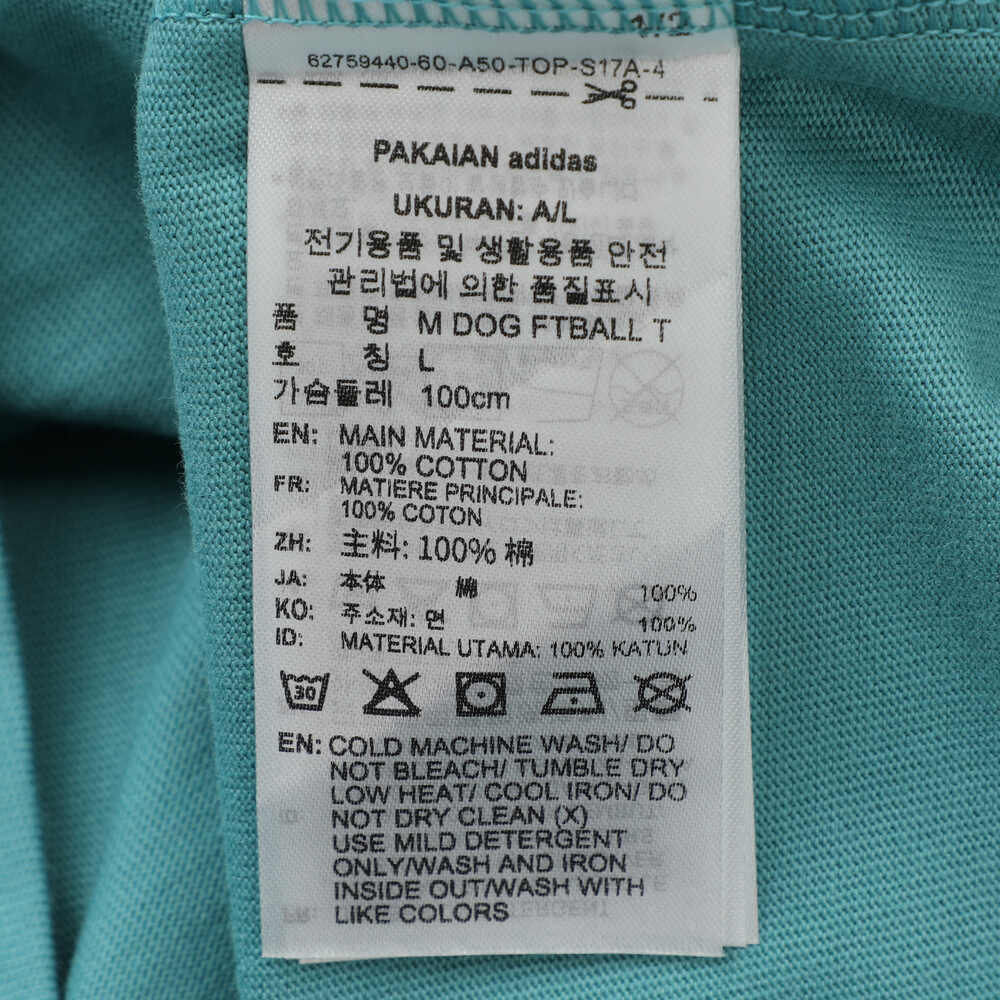 1/2
62759440-60-A50-TOP-S17A-4
PAKAIAN adidas
UKURAN: A/L
전기용품 및 생활용품 안전
관리법에 의한 품질표시
품 명 M DOG FTBALL T
호 칭 L
가슴둘레 100cm
EN: MAIN MATERIAL:
100% COTTON
FR: MATIERE PRINCIPALE:
100% COTON
ZH: 主料: 100% 棉
JA: 本体 綿 100%
KO: 주소재: 면 100%
ID: MATERIAL UTAMA: 100% KATUN
30
EN: COLD MACHINE WASH/ DO
NOT BLEACH/ TUMBLE DRY
LOW HEAT/ COOL IRON/ DO
NOT DRY CLEAN (X)
USE MILD DETERGENT
ONLY/WASH AND IRON
INSIDE OUT/WASH WITH
LIKE COLORS